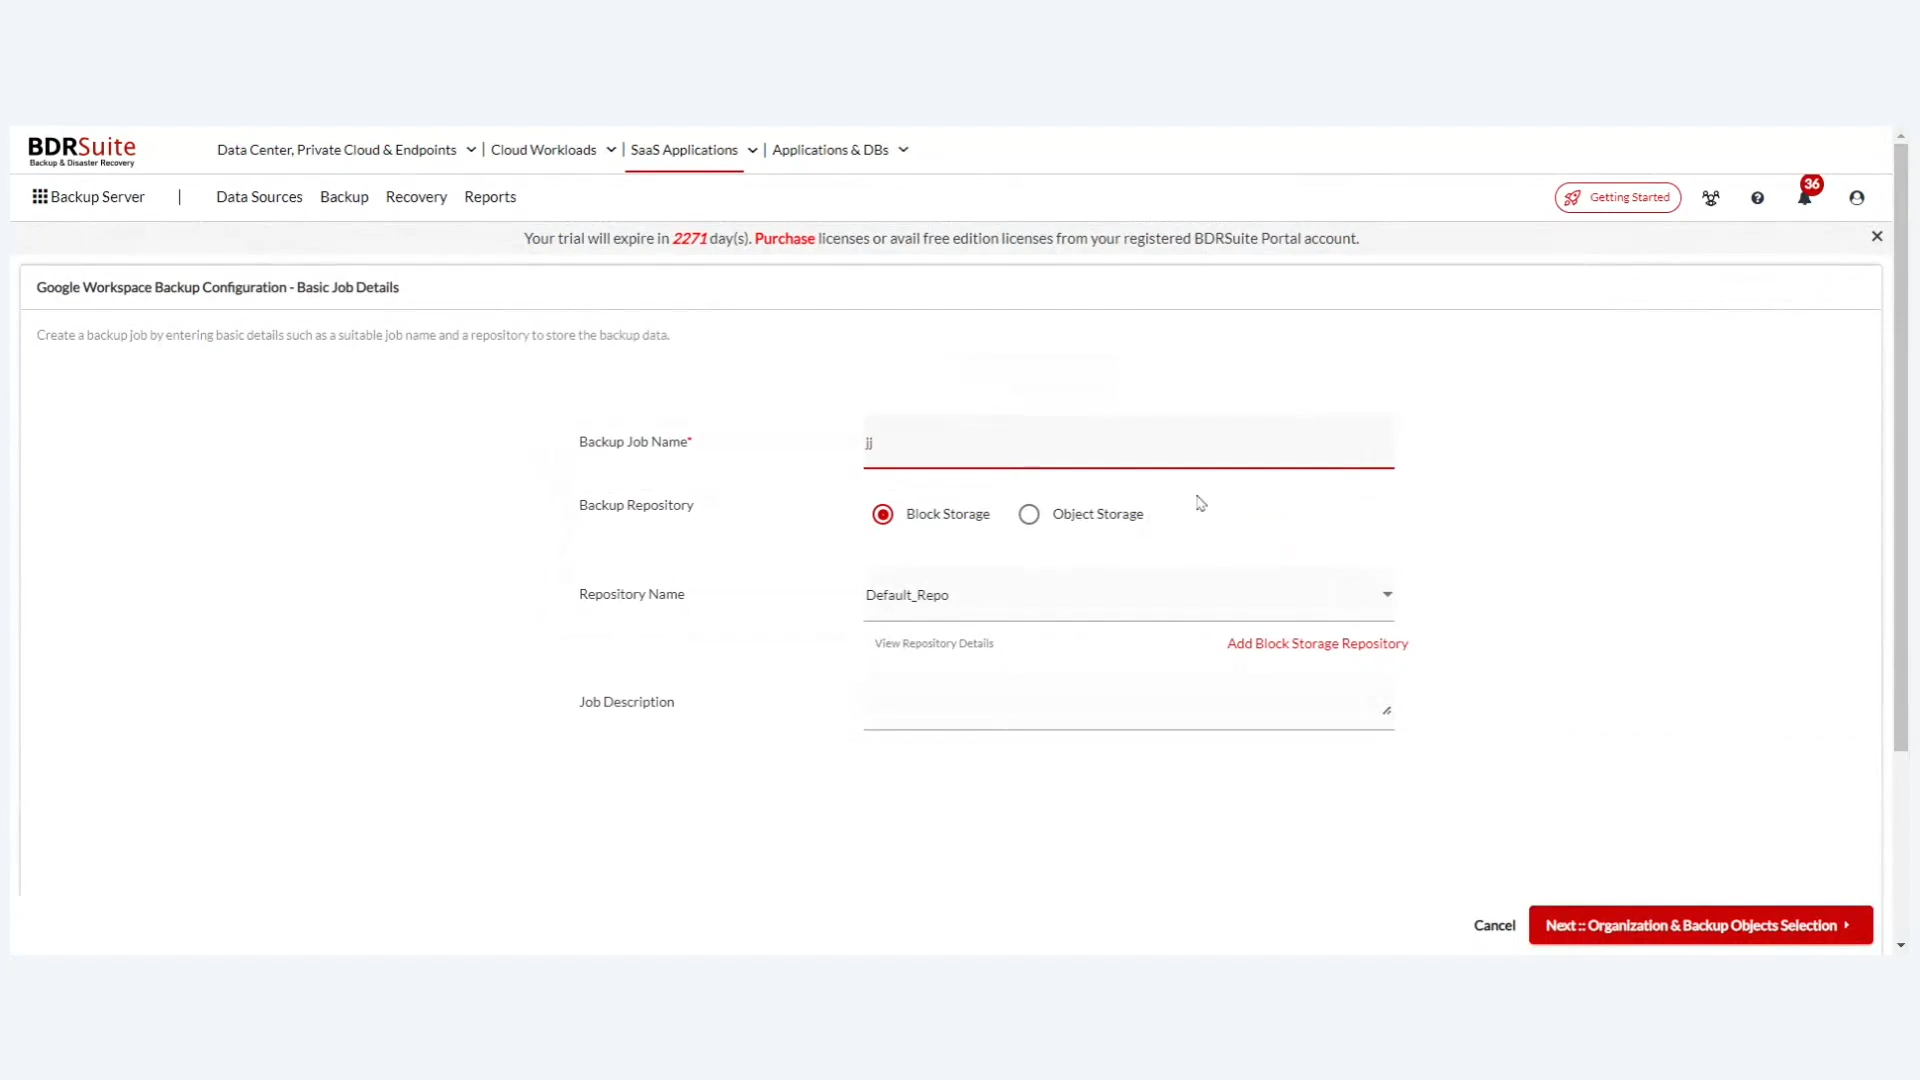 BDRSuite
Backup & Disaster Recovery
Data Center, Private Cloud & Endpoints | Cloud Workloads | SaaS Applications | Applications & DBs
Backup Server | Data Sources Backup Recovery Reports Getting Started 36
Your trial will expire in 2271 day(s). Purchase licenses or avail free edition licenses from your registered BDRSuite Portal account.
Google Workspace Backup Configuration - Basic Job Details
Create a backup job by entering basic details such as a suitable job name and a repository to store the backup data.
Backup Job Name* jj
Backup Repository Block Storage Object Storage
Repository Name Default_Repo
View Repository Details Add Block Storage Repository
Job Description
Cancel Next :: Organization & Backup Objects Selection